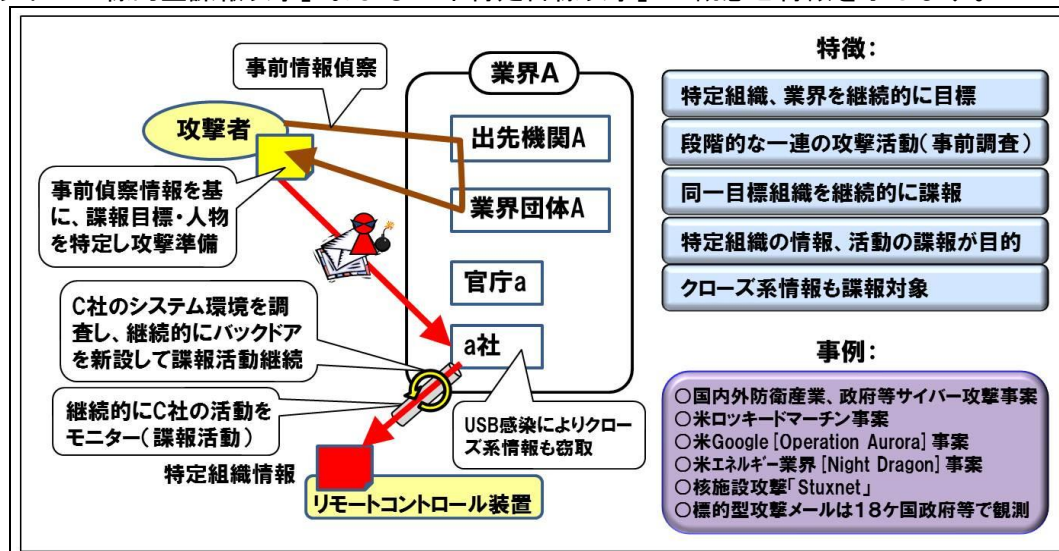 業界A
事前情報偵察
攻撃者
出先機関A
業界団体A
官庁a
a社
事前偵察情報を基
に、諜報目標・人物
を特定し攻撃準備
C社のシステム環境を調
査し、継続的にバックドア
を新設して諜報活動継続
継続的にC社の活動を
モニター(諜報活動)
USB感染によりクロー
ズ系情報も窃取
特定組織情報
リモートコントロール装置
特徴:
特定組織、業界を継続的に目標
段階的な一連の攻撃活動(事前調査)
同一目標組織を継続的に諜報
特定組織の情報、活動の諜報が目的
クローズ系情報も諜報対象
事例:
○国内外防衛産業、政府等サイバー攻撃事案
○米ロッキードマーチン事案
○米Google [Operation Aurora] 事案
○米エネルギー業界 [Night Dragon] 事案
○核施設攻撃「Stuxnet」
○標的型攻撃メールは18ケ国政府等で観測